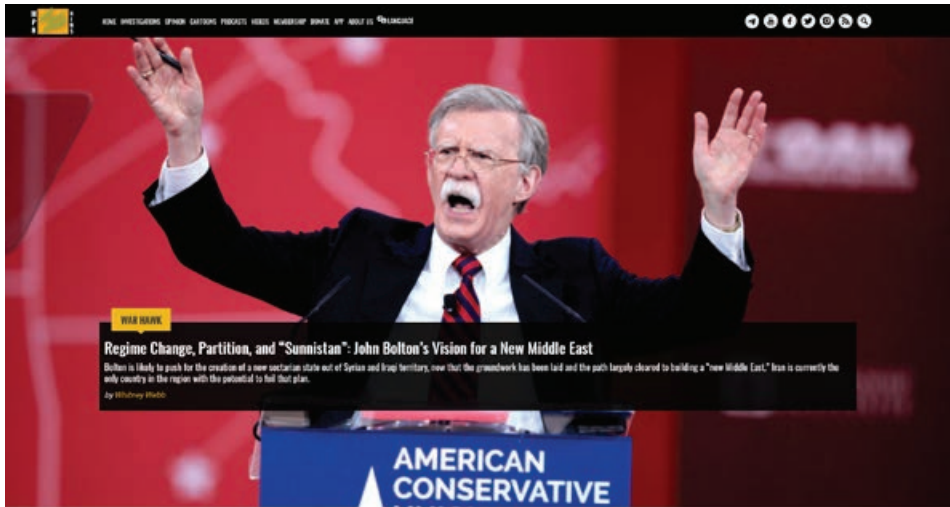 HOME INVESTIGATIONS OPINION CARTOONS PODCASTS VIDEOS MEMBERSHIP DONATE APP ABOUT US LANGUAGE
WAR HAWK
Regime Change, Partition, and “Sunnistan”: John Bolton’s Vision for a New Middle East
Bolton is likely to push for the creation of a new sectarian state out of Syrian and Iraqi territory, now that the groundwork has been laid and the path largely cleared to building a “new Middle East.” Iran is currently the
only country in the region with the potential to foil that plan.
by Whitney Webb
AMERICAN
CONSERVATIVE